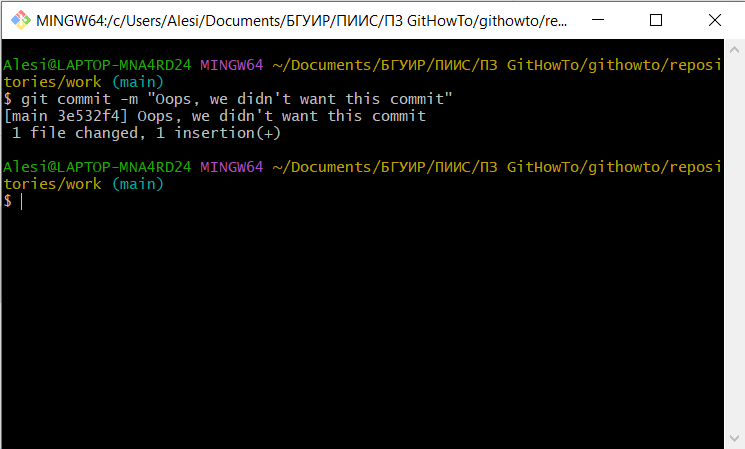 MINGW64:/c/Users/Alesi/Documents/БГУИР/ПИИС/ПЗ GitHowTo/githowto/re...
Alesi@LAPTOP-MNA4RD24 MINGW64 ~/Documents/БГУИР/ПИИС/ПЗ GitHowTo/githowto/reposi
tories/work (main)
$ git commit -m "Oops, we didn't want this commit"
[main 3e532f4] Oops, we didn't want this commit
 1 file changed, 1 insertion(+)
Alesi@LAPTOP-MNA4RD24 MINGW64 ~/Documents/БГУИР/ПИИС/ПЗ GitHowTo/githowto/reposi
tories/work (main)
$